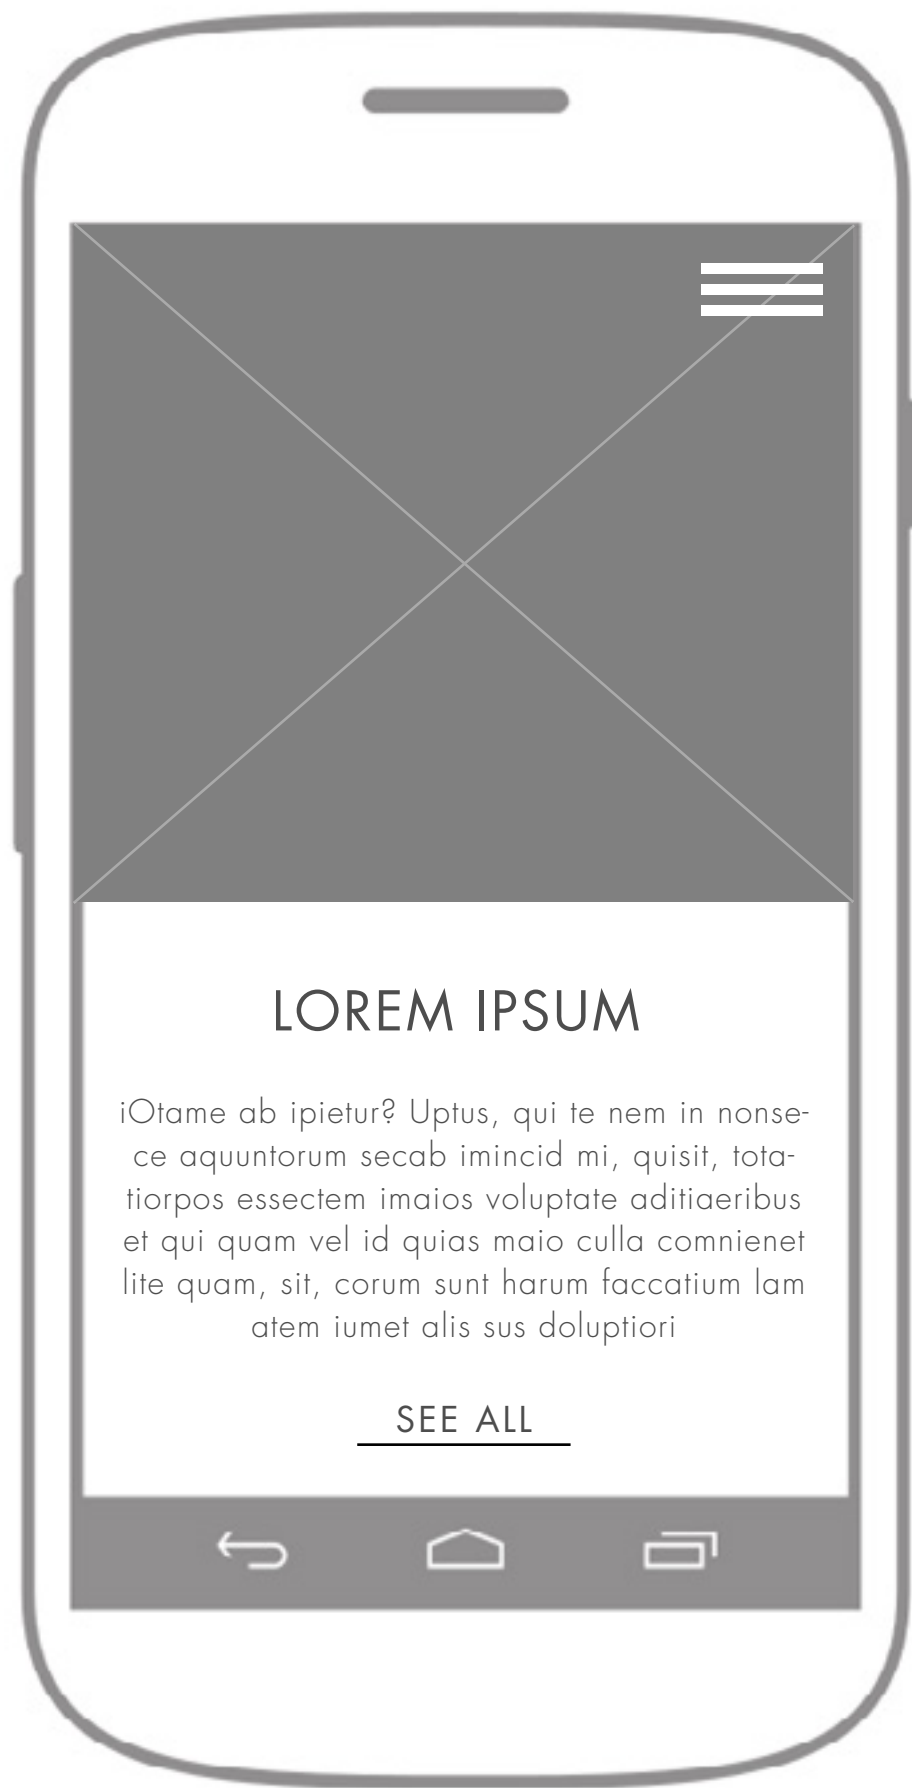 LOREM IPSUM
iOtame ab ipietur? Uptus, qui te nem in nonse-
ce aquuntorum secab imincid mi, quisit, tota-
tiorpos essectem imaios voluptate aditiaeribus
et qui quam vel id quias maio culla comnienet
lite quam, sit, corum sunt harum faccatium lam
atem iumet alis sus doluptiori
SEE ALL